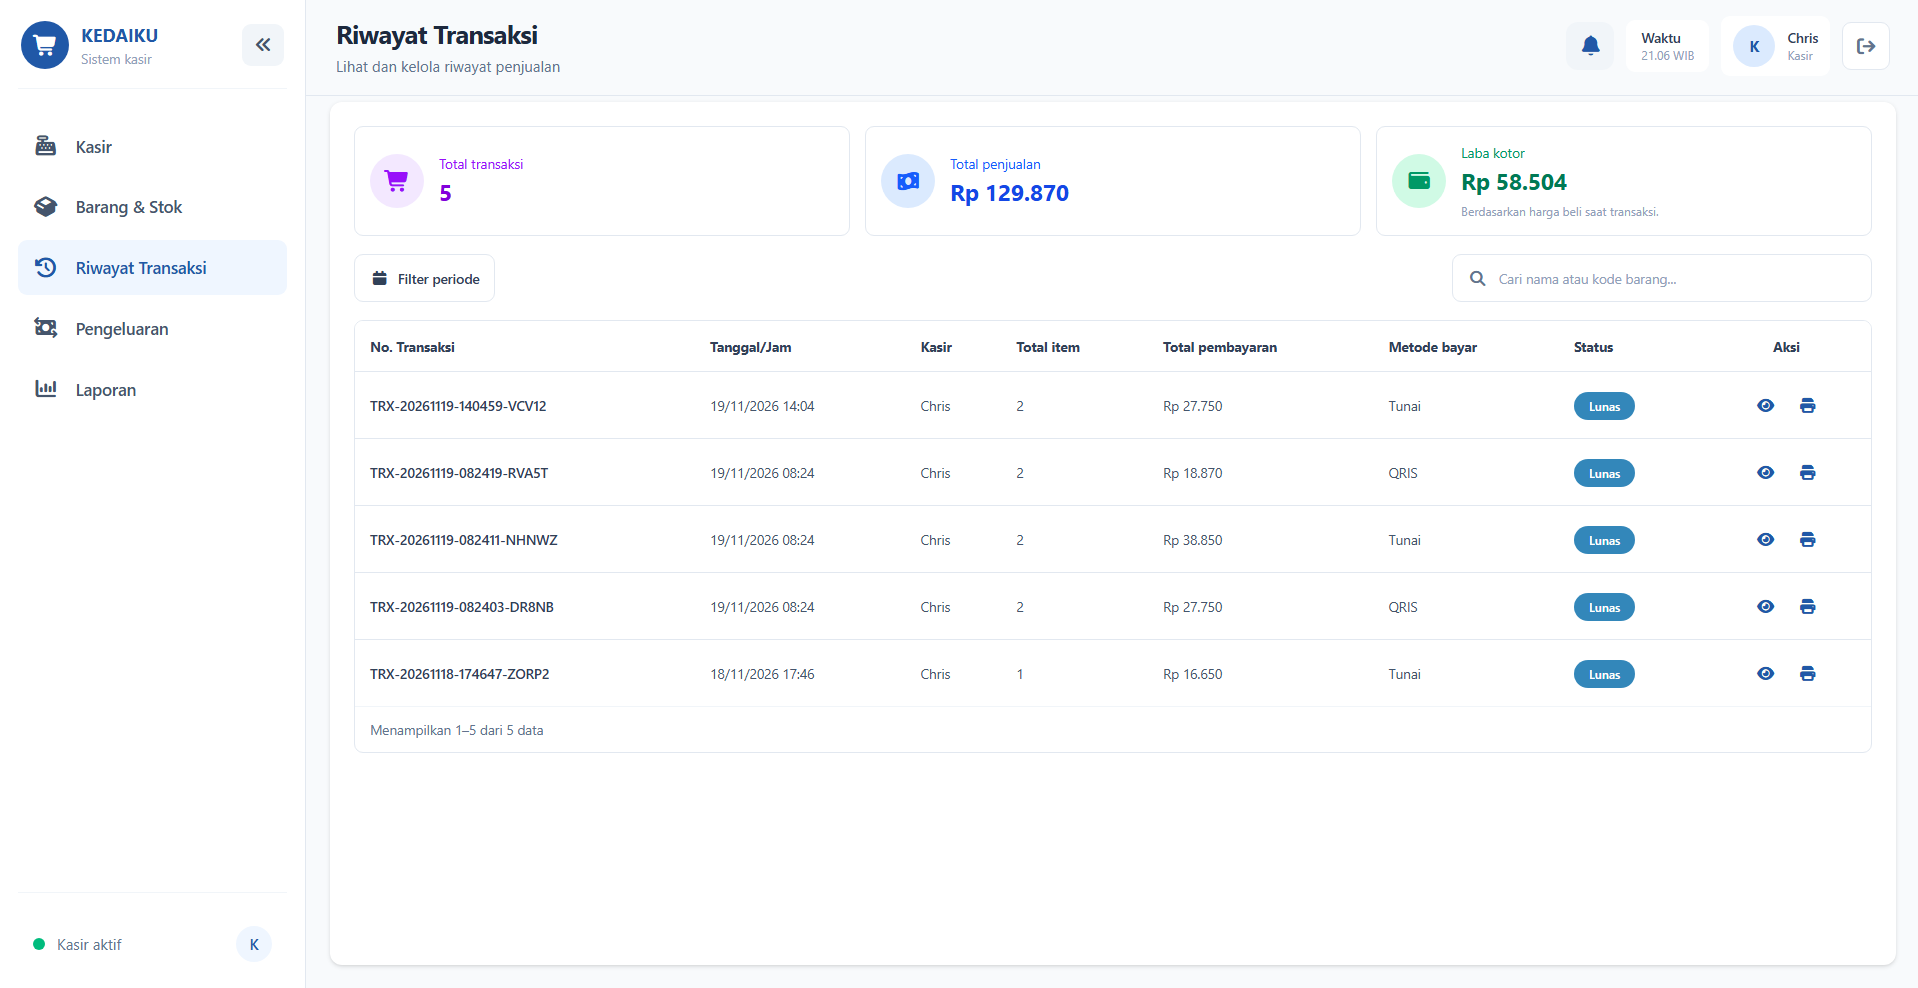 KEDAIKU
Sistem kasir
Kasir
Barang & Stok
Riwayat Transaksi
Pengeluaran
Laporan
Kasir aktif
K
Riwayat Transaksi
Lihat dan kelola riwayat penjualan
Waktu
21.06 WIB
K
Chris
Kasir
Total transaksi
5
Total penjualan
Rp 129.870
Laba kotor
Rp 58.504
Berdasarkan harga beli saat transaksi.
Filter periode
Cari nama atau kode barang...
No. Transaksi Tanggal/Jam Kasir Total item Total pembayaran Metode bayar Status Aksi
TRX-20261119-140459-VCV12 19/11/2026 14:04 Chris 2 Rp 27.750 Tunai Lunas
TRX-20261119-082419-RVA5T 19/11/2026 08:24 Chris 2 Rp 18.870 QRIS Lunas
TRX-20261119-082411-NHNWZ 19/11/2026 08:24 Chris 2 Rp 38.850 Tunai Lunas
TRX-20261119-082403-DR8NB 19/11/2026 08:24 Chris 2 Rp 27.750 QRIS Lunas
TRX-20261118-174647-ZORP2 18/11/2026 17:46 Chris 1 Rp 16.650 Tunai Lunas
Menampilkan 1–5 dari 5 data